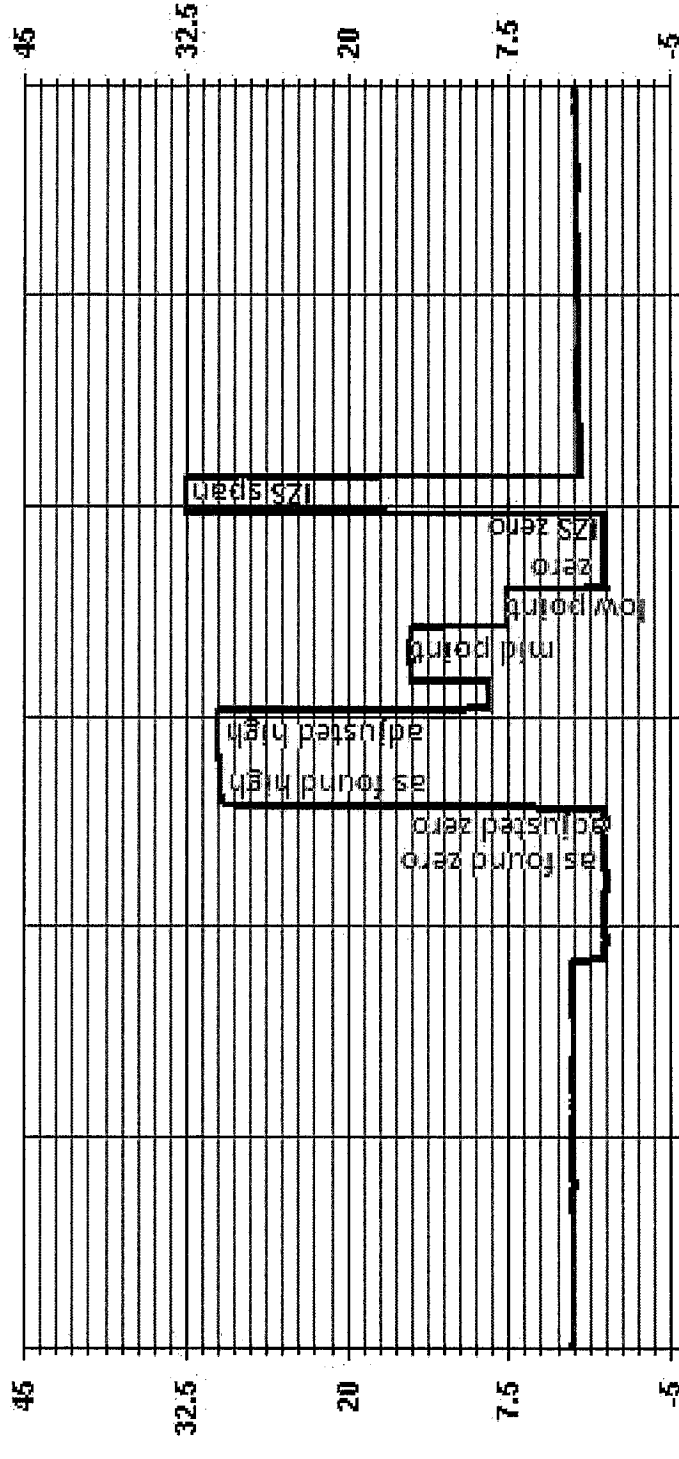 45
32.5
20
7.5
-5
as found zero
adjusted zero
as found high
adjusted high
mid point
low point
zero
IZS zero
IZS span
45
32.5
20
7.5
-5